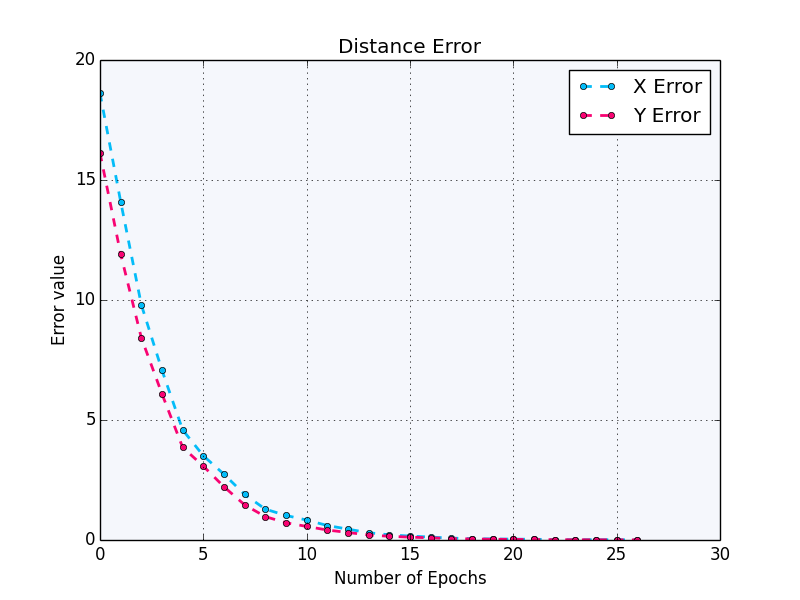 Distance Error
X Error
Y Error
Error value
20
15
10
5
0
0 5 10 15 20 25 30
Number of Epochs